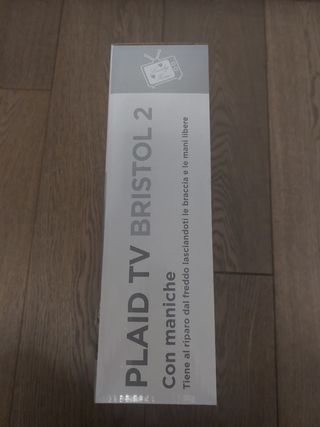 PLAID TV BRISTOL 2
Con maniche
Tiene al riparo dal freddo lasciandoti le braccia e le mani libere